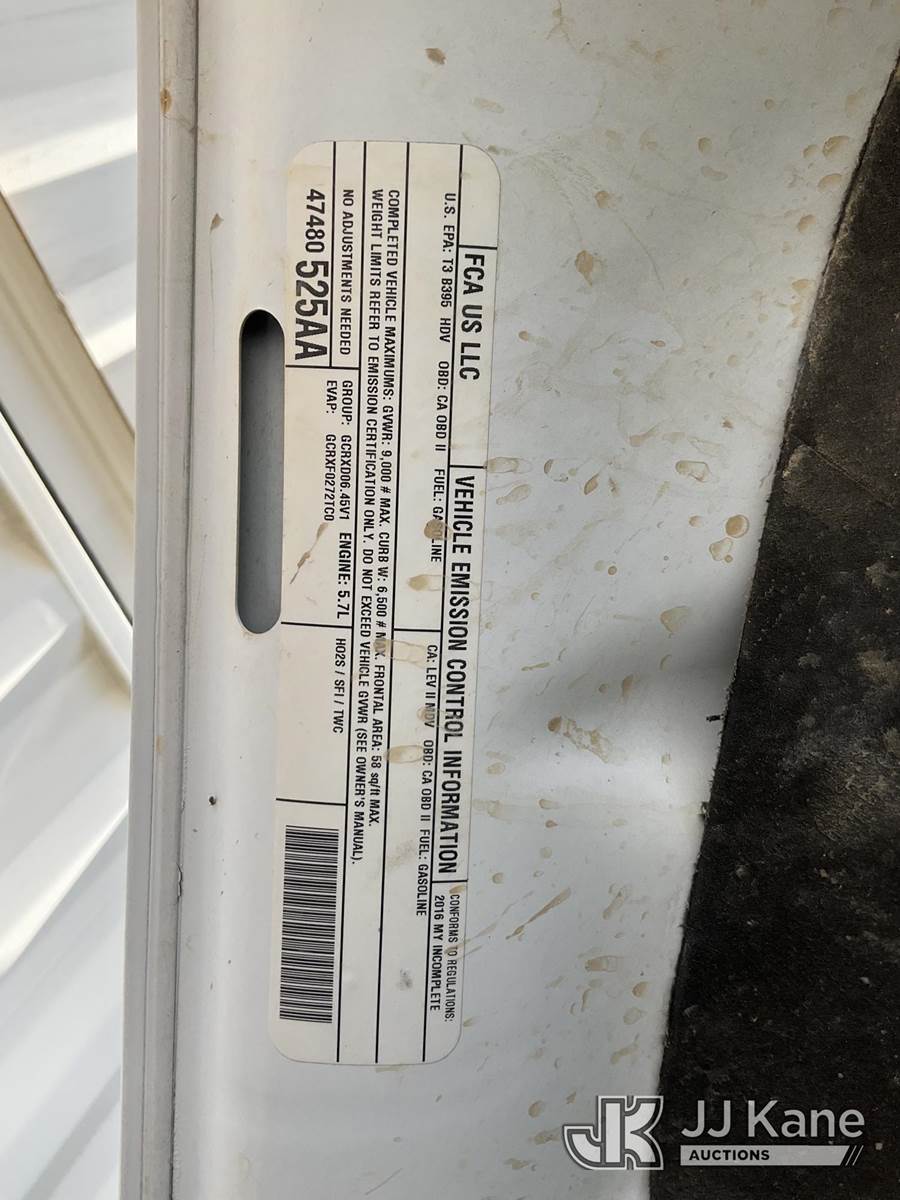 FCA US LLC
VEHICLE EMISSION CONTROL INFORMATION
CONFORMS TO REGULATIONS:
2016 MY INCOMPLETE
U.S. EPA: T3 B395 HDV OBD: CA OBD II FUEL: GASOLINE
CA: LEV II MDV OBD: CA OBD II FUEL: GASOLINE
COMPLETED VEHICLE MAXIMUMS: GVWR: 9,000 # MAX. CURB W: 6,500 # MAX. FRONTAL AREA: 58 sq/ft MAX.
WEIGHT LIMITS REFER TO EMISSION CERTIFICATION ONLY. DO NOT EXCEED VEHICLE GVWR (SEE OWNER'S MANUAL).
NO ADJUSTMENTS NEEDED
47480 525AA
GROUP: GCRXD06.45V1 ENGINE: 5.7L
EVAP: GCRXF0272TC0
HO2S / SFI / TWC
JK JJ Kane
AUCTIONS